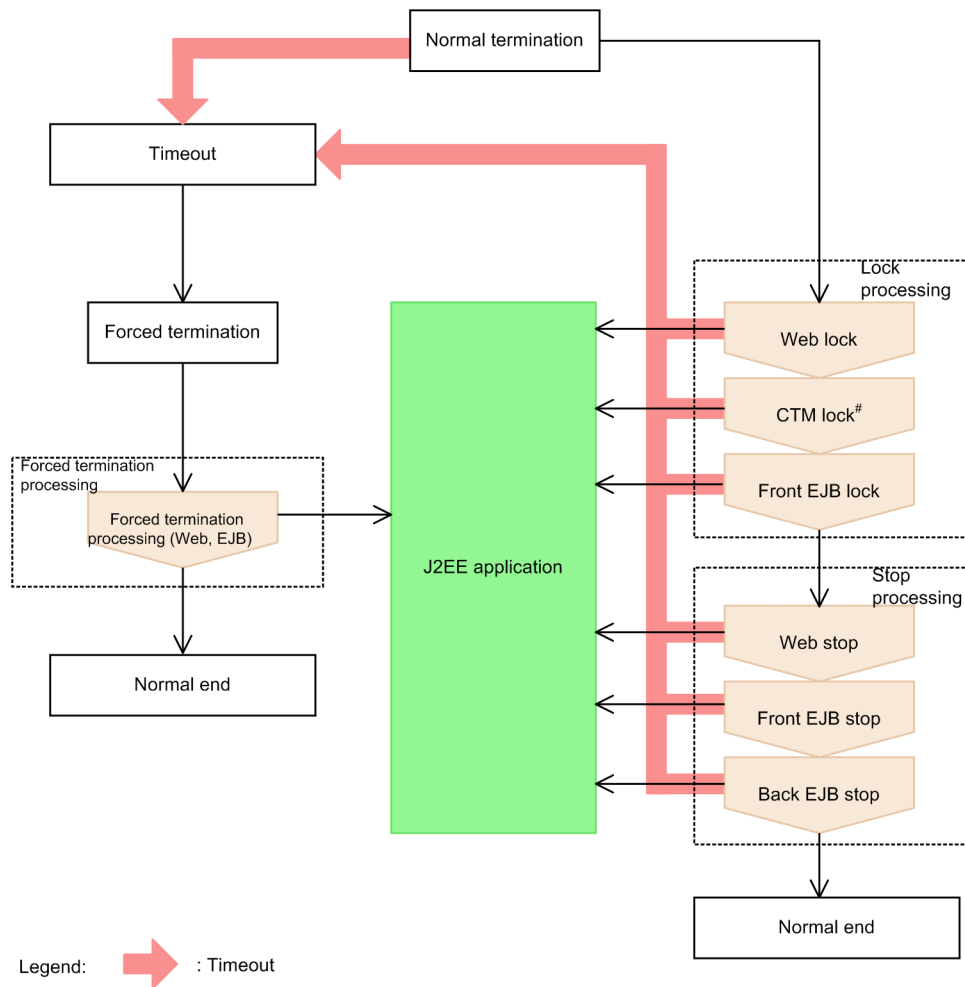 Normal termination
Timeout
Lock
processing
Forced termination
Web lock
CTM lock#
Forced termination
processing
Front EJB lock
Forced termination
processing (Web, EJB)
J2EE application
Stop
processing
Web stop
Normal end
Front EJB stop
Back EJB stop
Normal end
Legend: : Timeout